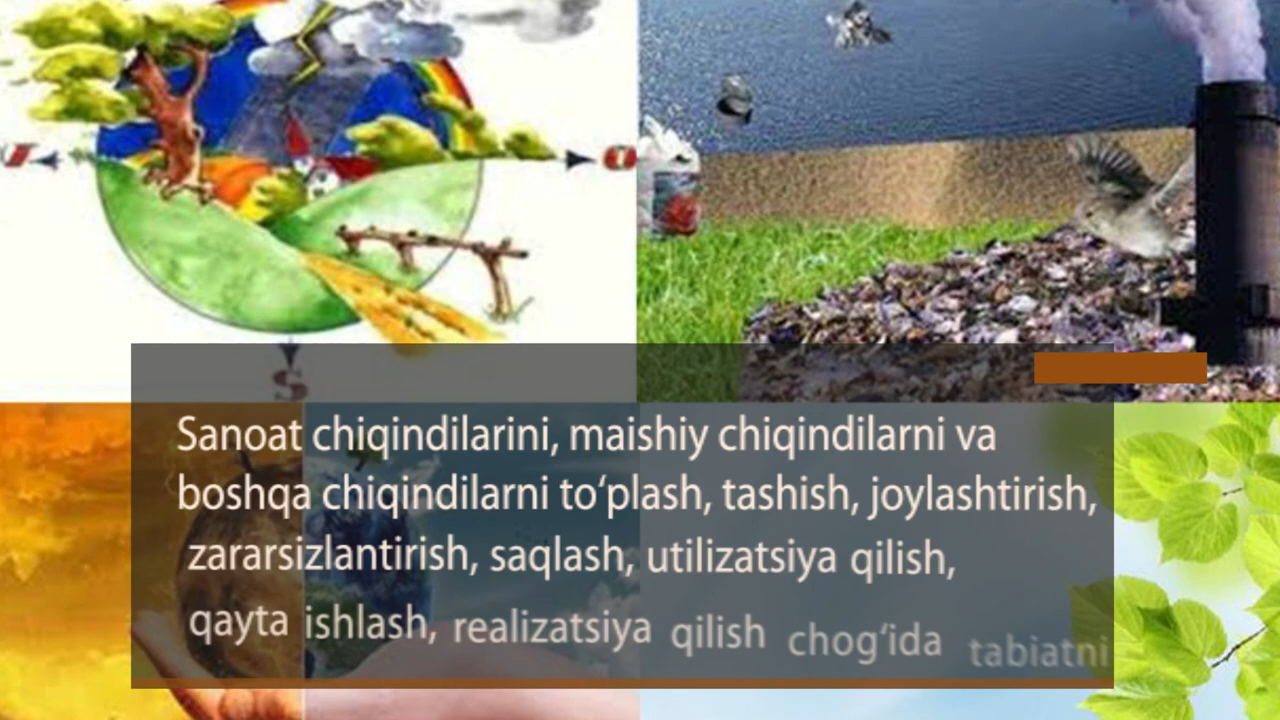 S
Sanoat chiqindilarini, maishiy chiqindilarni va
boshqa chiqindilarni to‘plash, tashish, joylashtirish,
zararsizlantirish, saqlash, utilizatsiya qilish,
qayta ishlash, realizatsiya qilish chog‘ida tabiatni